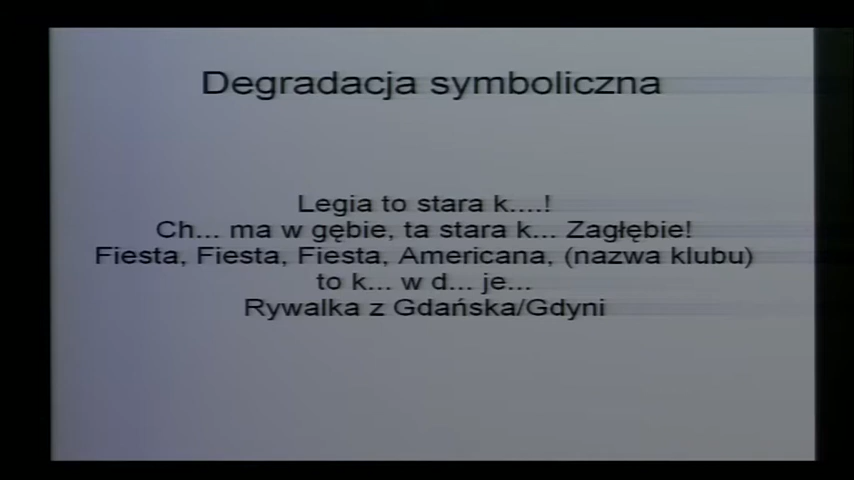 Degradacja symboliczna
Legia to stara k....!
Ch... ma w gębie, ta stara k... Zagłębie!
Fiesta, Fiesta, Fiesta, Americana, (nazwa klubu)
to k... w d... je...
Rywalka z Gdańska/Gdyni